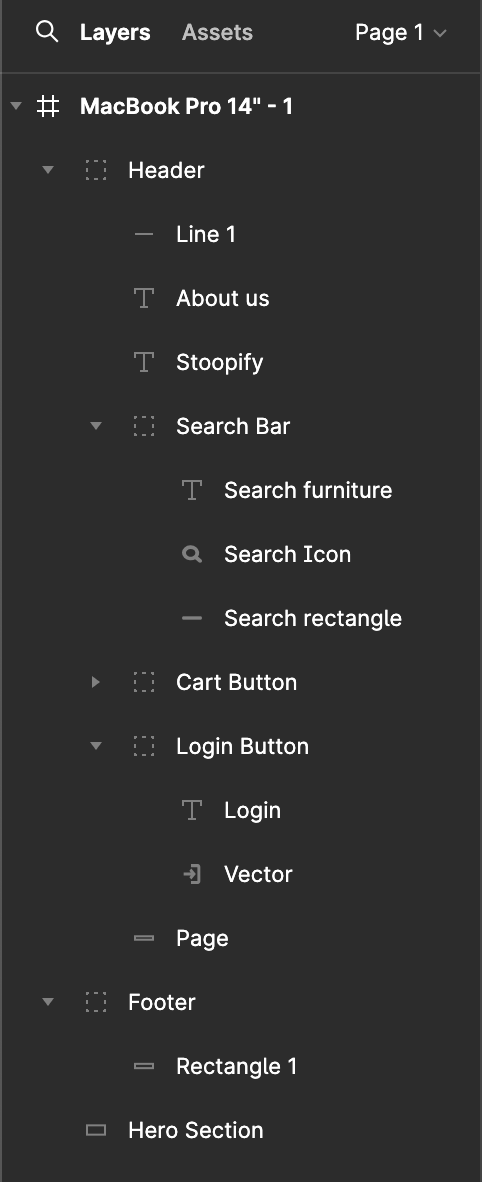 Layers Assets Page 1
MacBook Pro 14" - 1
Header
Line 1
About us
Stoopify
Search Bar
Search furniture
Search Icon
Search rectangle
Cart Button
Login Button
Login
Vector
Page
Footer
Rectangle 1
Hero Section